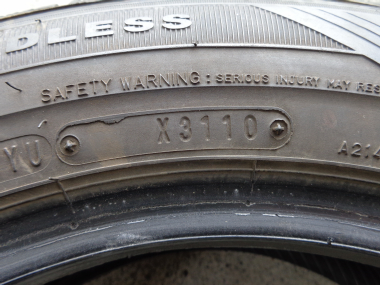 DLESS
SAFETY WARNING: SERIOUS INJURY MAY RES
YU X3110 A214